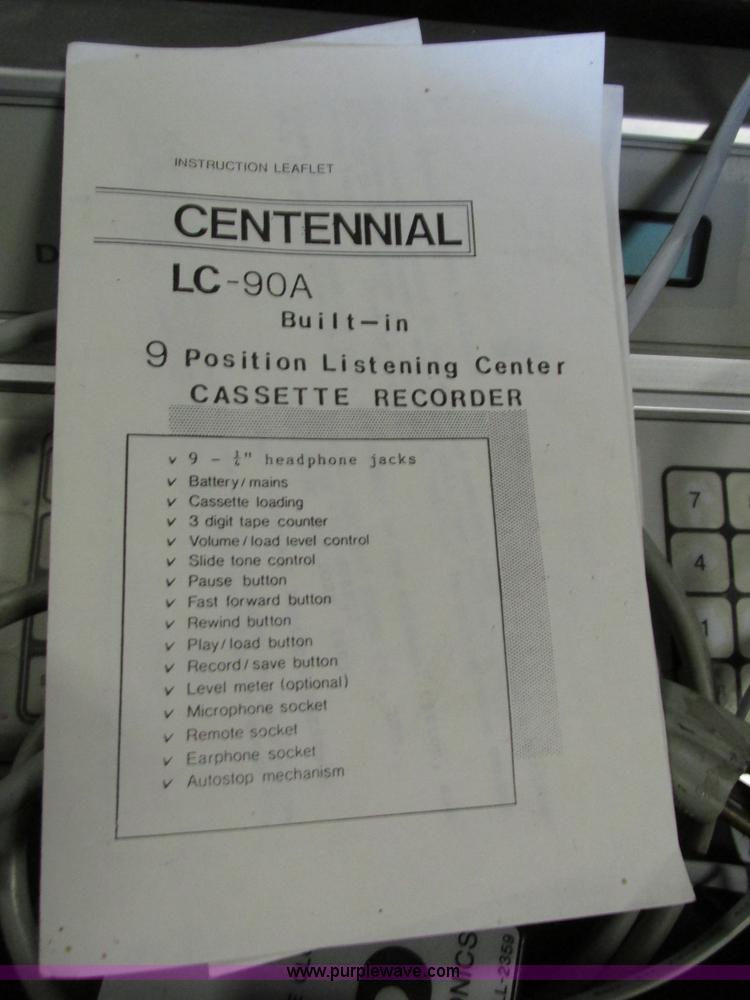 INSTRUCTION LEAFLET
CENTENNIAL
LC-90A
Built-in
9 Position Listening Center
CASSETTE RECORDER
✓ 9 - ¼" headphone jacks
✓ Battery/mains
✓ Cassette loading
✓ 3 digit tape counter
✓ Volume/load level control
✓ Slide tone control
✓ Pause button
✓ Fast forward button
✓ Rewind button
✓ Play/load button
✓ Record/save button
✓ Level meter (optional)
✓ Microphone socket
✓ Remote socket
✓ Earphone socket
✓ Autostop mechanism
D
7
4
1
NICS
LL-2359
www.purplewave.com